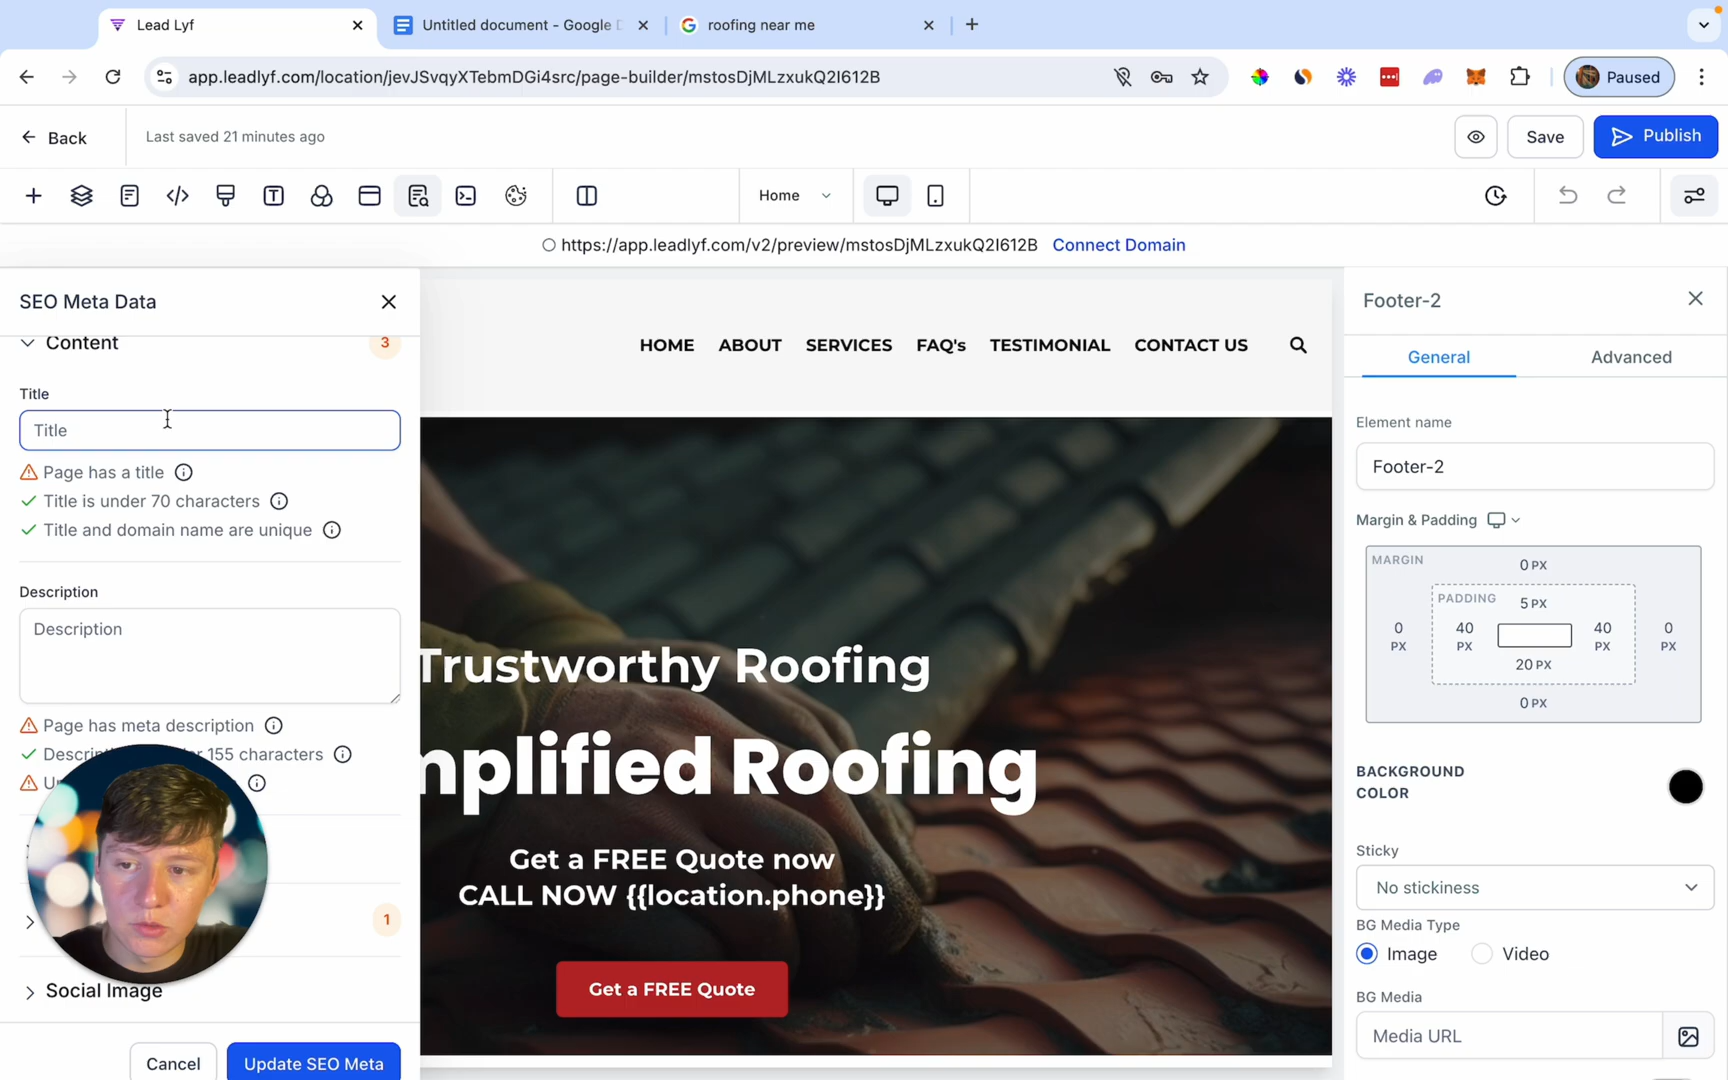 Lead Lyf
Untitled document - Google D
roofing near me
app.leadlyf.com/location/jevJSvqyXTebmDGi4src/page-builder/mstosDjMLzxukQ2I612B
Paused
Back
Last saved 21 minutes ago
Save
Publish
Home
https://app.leadlyf.com/v2/preview/mstosDjMLzxukQ2I612B Connect Domain
SEO Meta Data
Content
3
Title
Title
Page has a title
Title is under 70 characters
Title and domain name are unique
Description
Description
Page has meta description
155 characters
1
Social Image
Cancel
Update SEO Meta
HOME ABOUT SERVICES FAQ's TESTIMONIAL CONTACT US
Trustworthy Roofing
mplified Roofing
Get a FREE Quote now
CALL NOW {{location.phone}}
Get a FREE Quote
Footer-2
General
Advanced
Element name
Footer-2
Margin & Padding
MARGIN
0 PX
PADDING
5 PX
0 PX
40 PX
40 PX
0 PX
20 PX
0 PX
BACKGROUND
COLOR
Sticky
No stickiness
BG Media Type
Image
Video
BG Media
Media URL